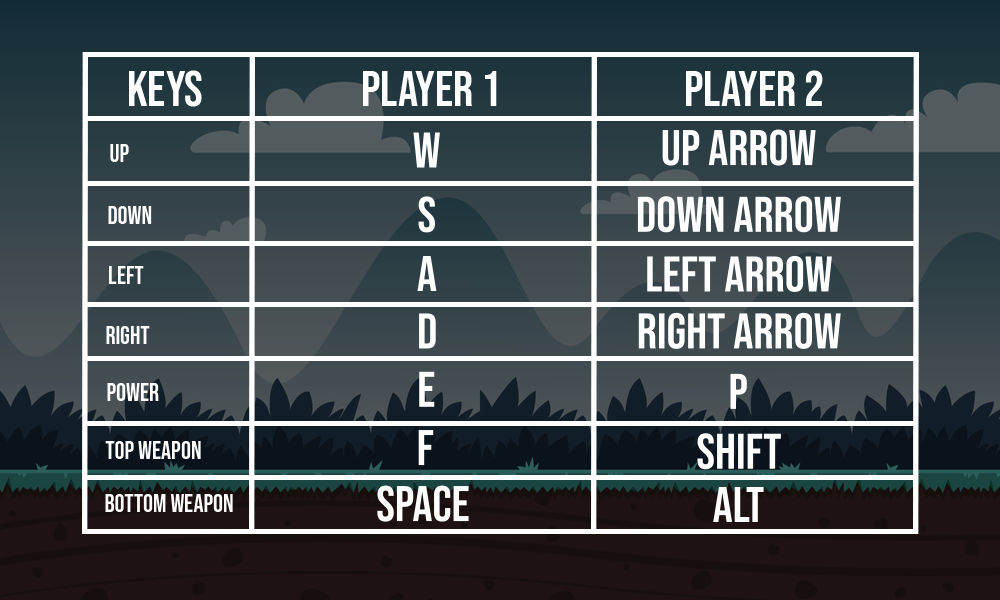 KEYS PLAYER 1 PLAYER 2
UP W UP ARROW
DOWN S DOWN ARROW
LEFT A LEFT ARROW
RIGHT D RIGHT ARROW
POWER E P
TOP WEAPON F SHIFT
BOTTOM WEAPON SPACE ALT